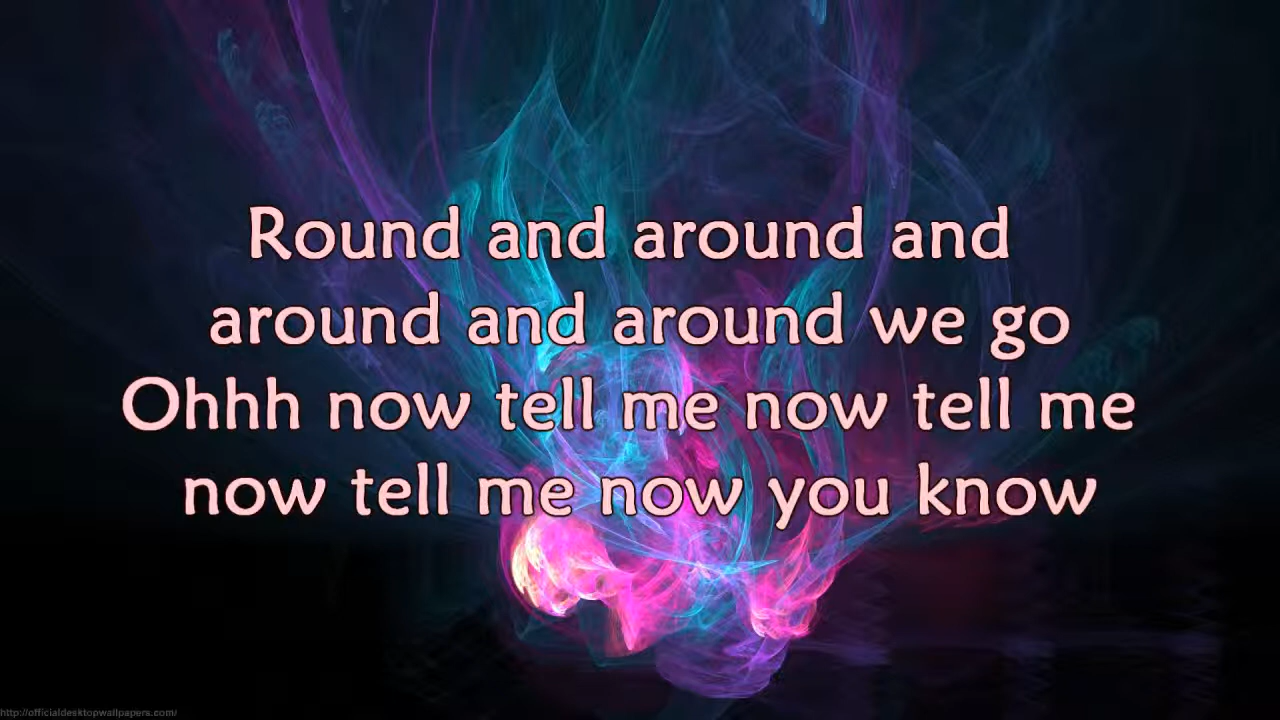 Round and around and
around and around we go
Ohhh now tell me now tell me
now tell me now you know
http://officialdesktopwallpapers.com/